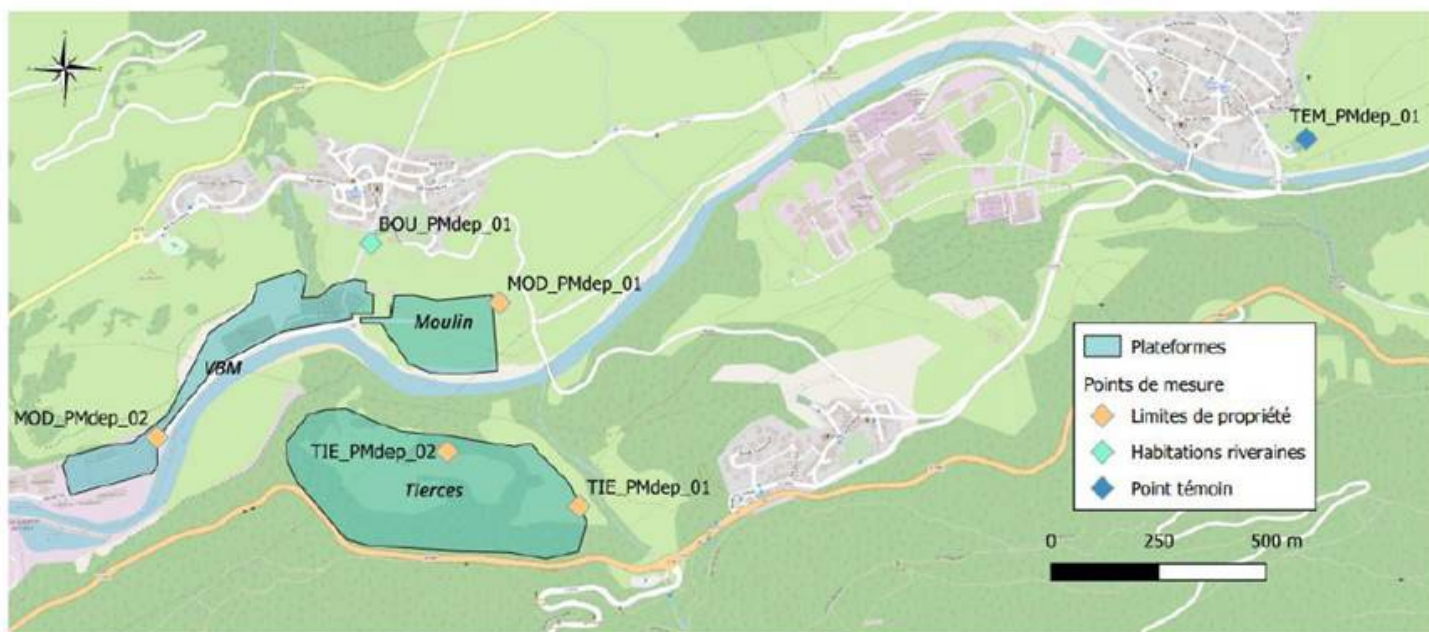 TEM_PMdep_01
BOU_PMdep_01
MOD_PMdep_01
Moulin
VBM
MOD_PMdep_02
TIE_PMdep_02
Tierces
TIE_PMdep_01
Plateformes
Points de mesure
Limites de propriété
Habitations riveraines
Point témoin
0 250 500 m